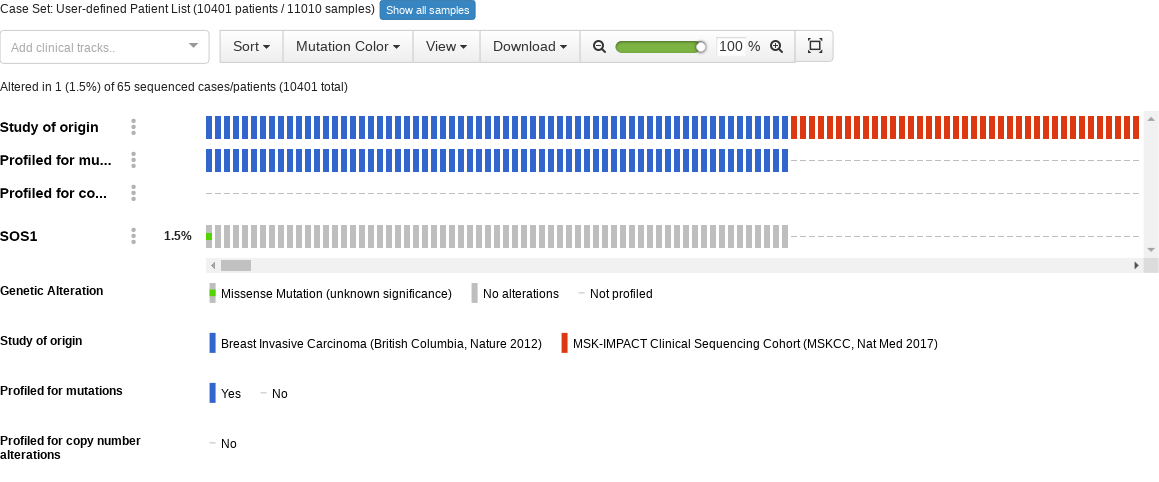 Case Set: User-defined Patient List (10401 patients / 11010 samples) Show all samples
Add clinical tracks.. Sort Mutation Color View Download 100 %
Altered in 1 (1.5%) of 65 sequenced cases/patients (10401 total)
Study of origin
Profiled for mu...
Profiled for co...
SOS1 1.5%
Genetic Alteration Missense Mutation (unknown significance) No alterations Not profiled
Study of origin Breast Invasive Carcinoma (British Columbia, Nature 2012) MSK-IMPACT Clinical Sequencing Cohort (MSKCC, Nat Med 2017)
Profiled for mutations Yes No
Profiled for copy number
alterations No